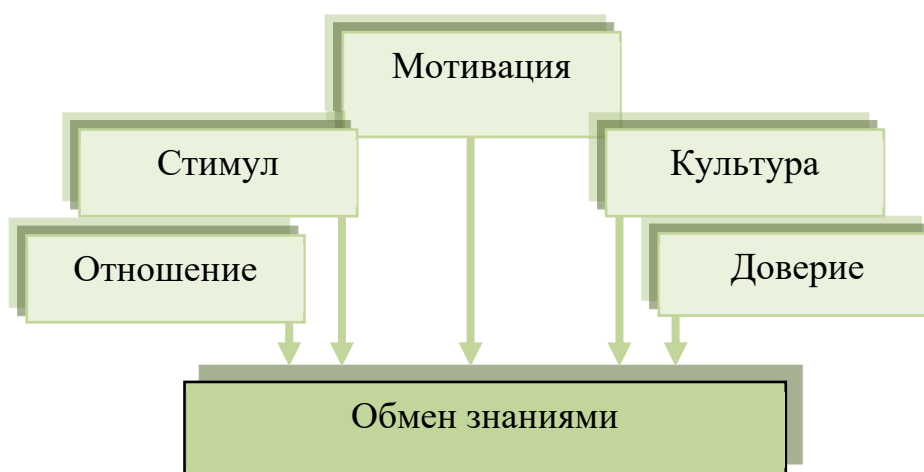 Мотивация
Стимул
Культура
Отношение
Доверие
Обмен знаниями